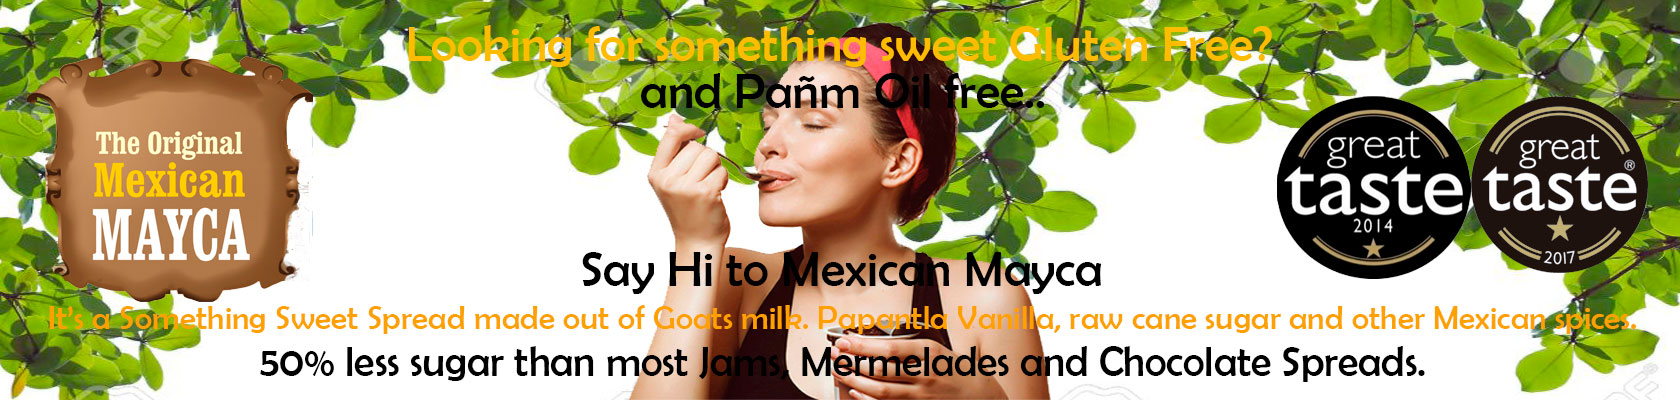 Looking for something sweet Gluten Free?
and Pañm Oil free..
The Original
Mexican
MAYCA
great
taste
2014
great
taste®
2017
Say Hi to Mexican Mayca
It's a Something Sweet Spread made out of Goats milk. Papantla Vanilla, raw cane sugar and other Mexican spices.
50% less sugar than most Jams, Mermelades and Chocolate Spreads.